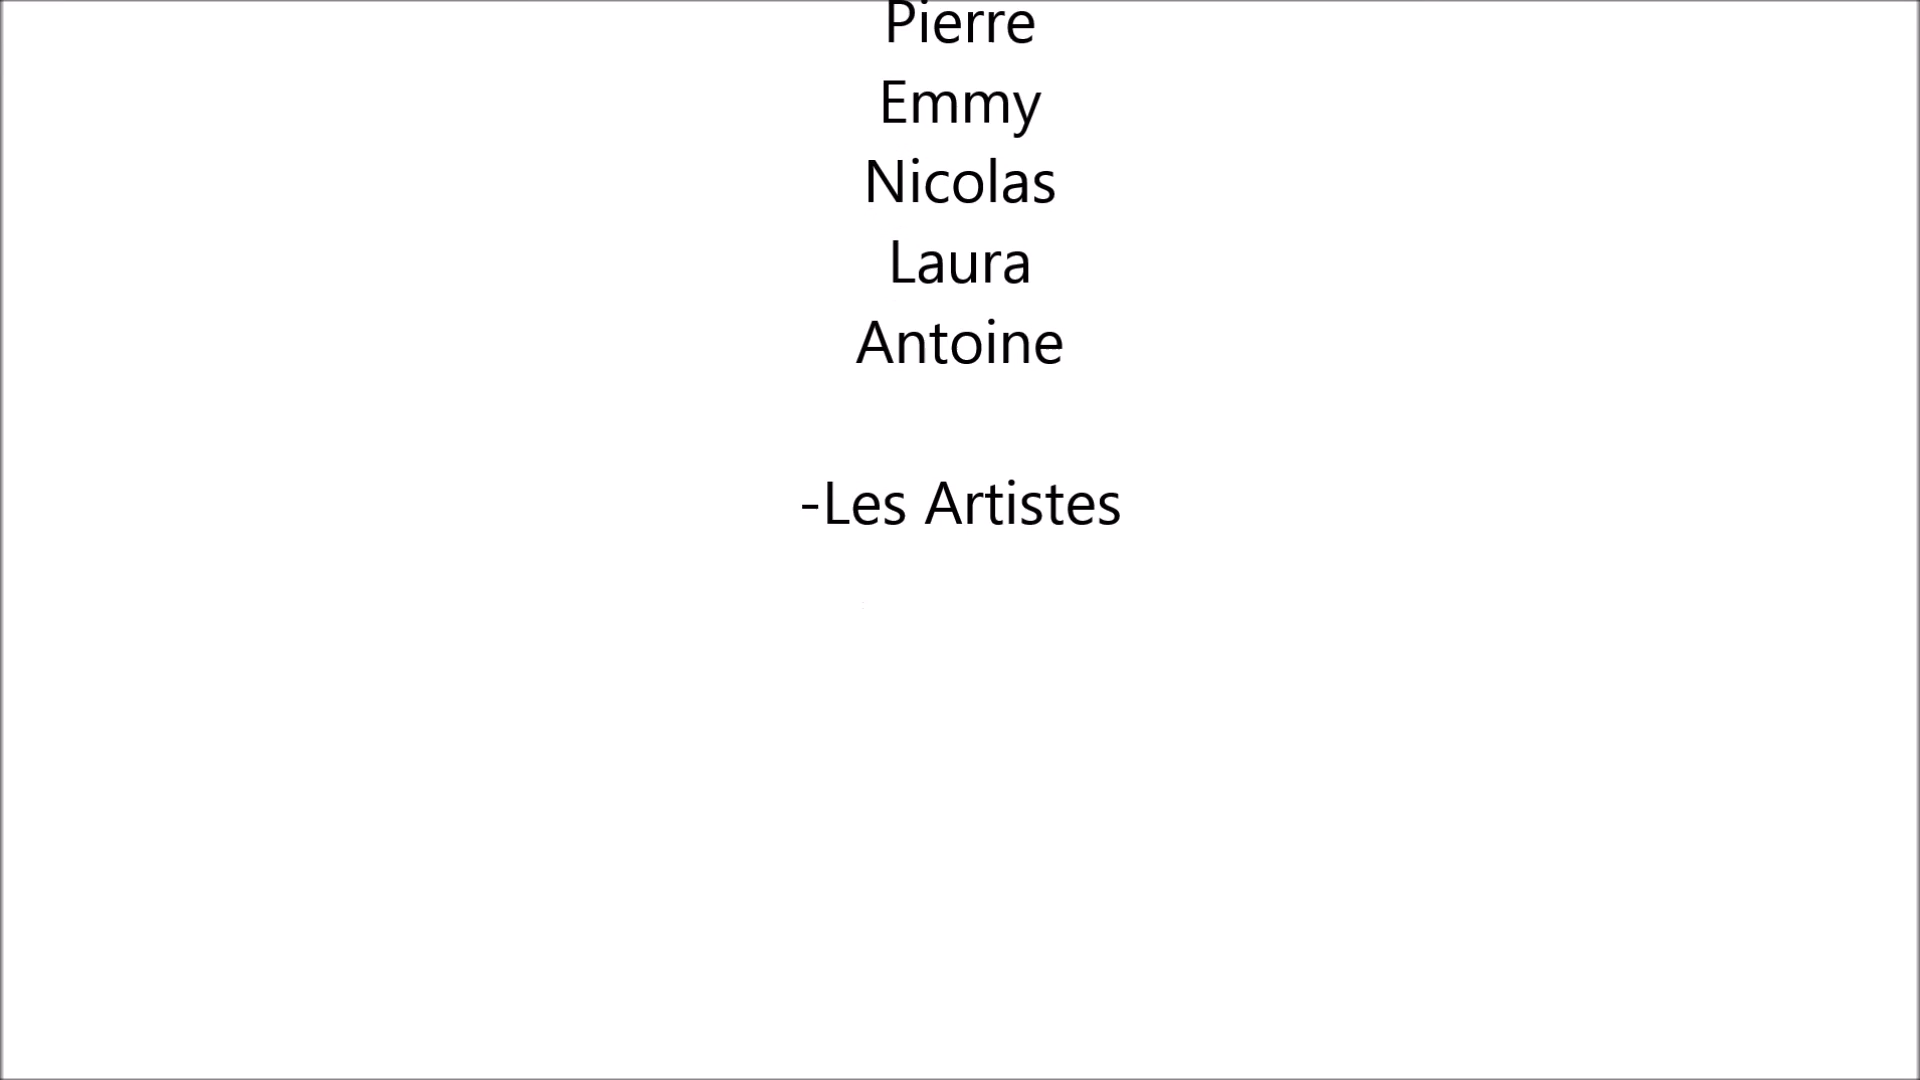 Pierre
Emmy
Nicolas
Laura
Antoine
-Les Artistes